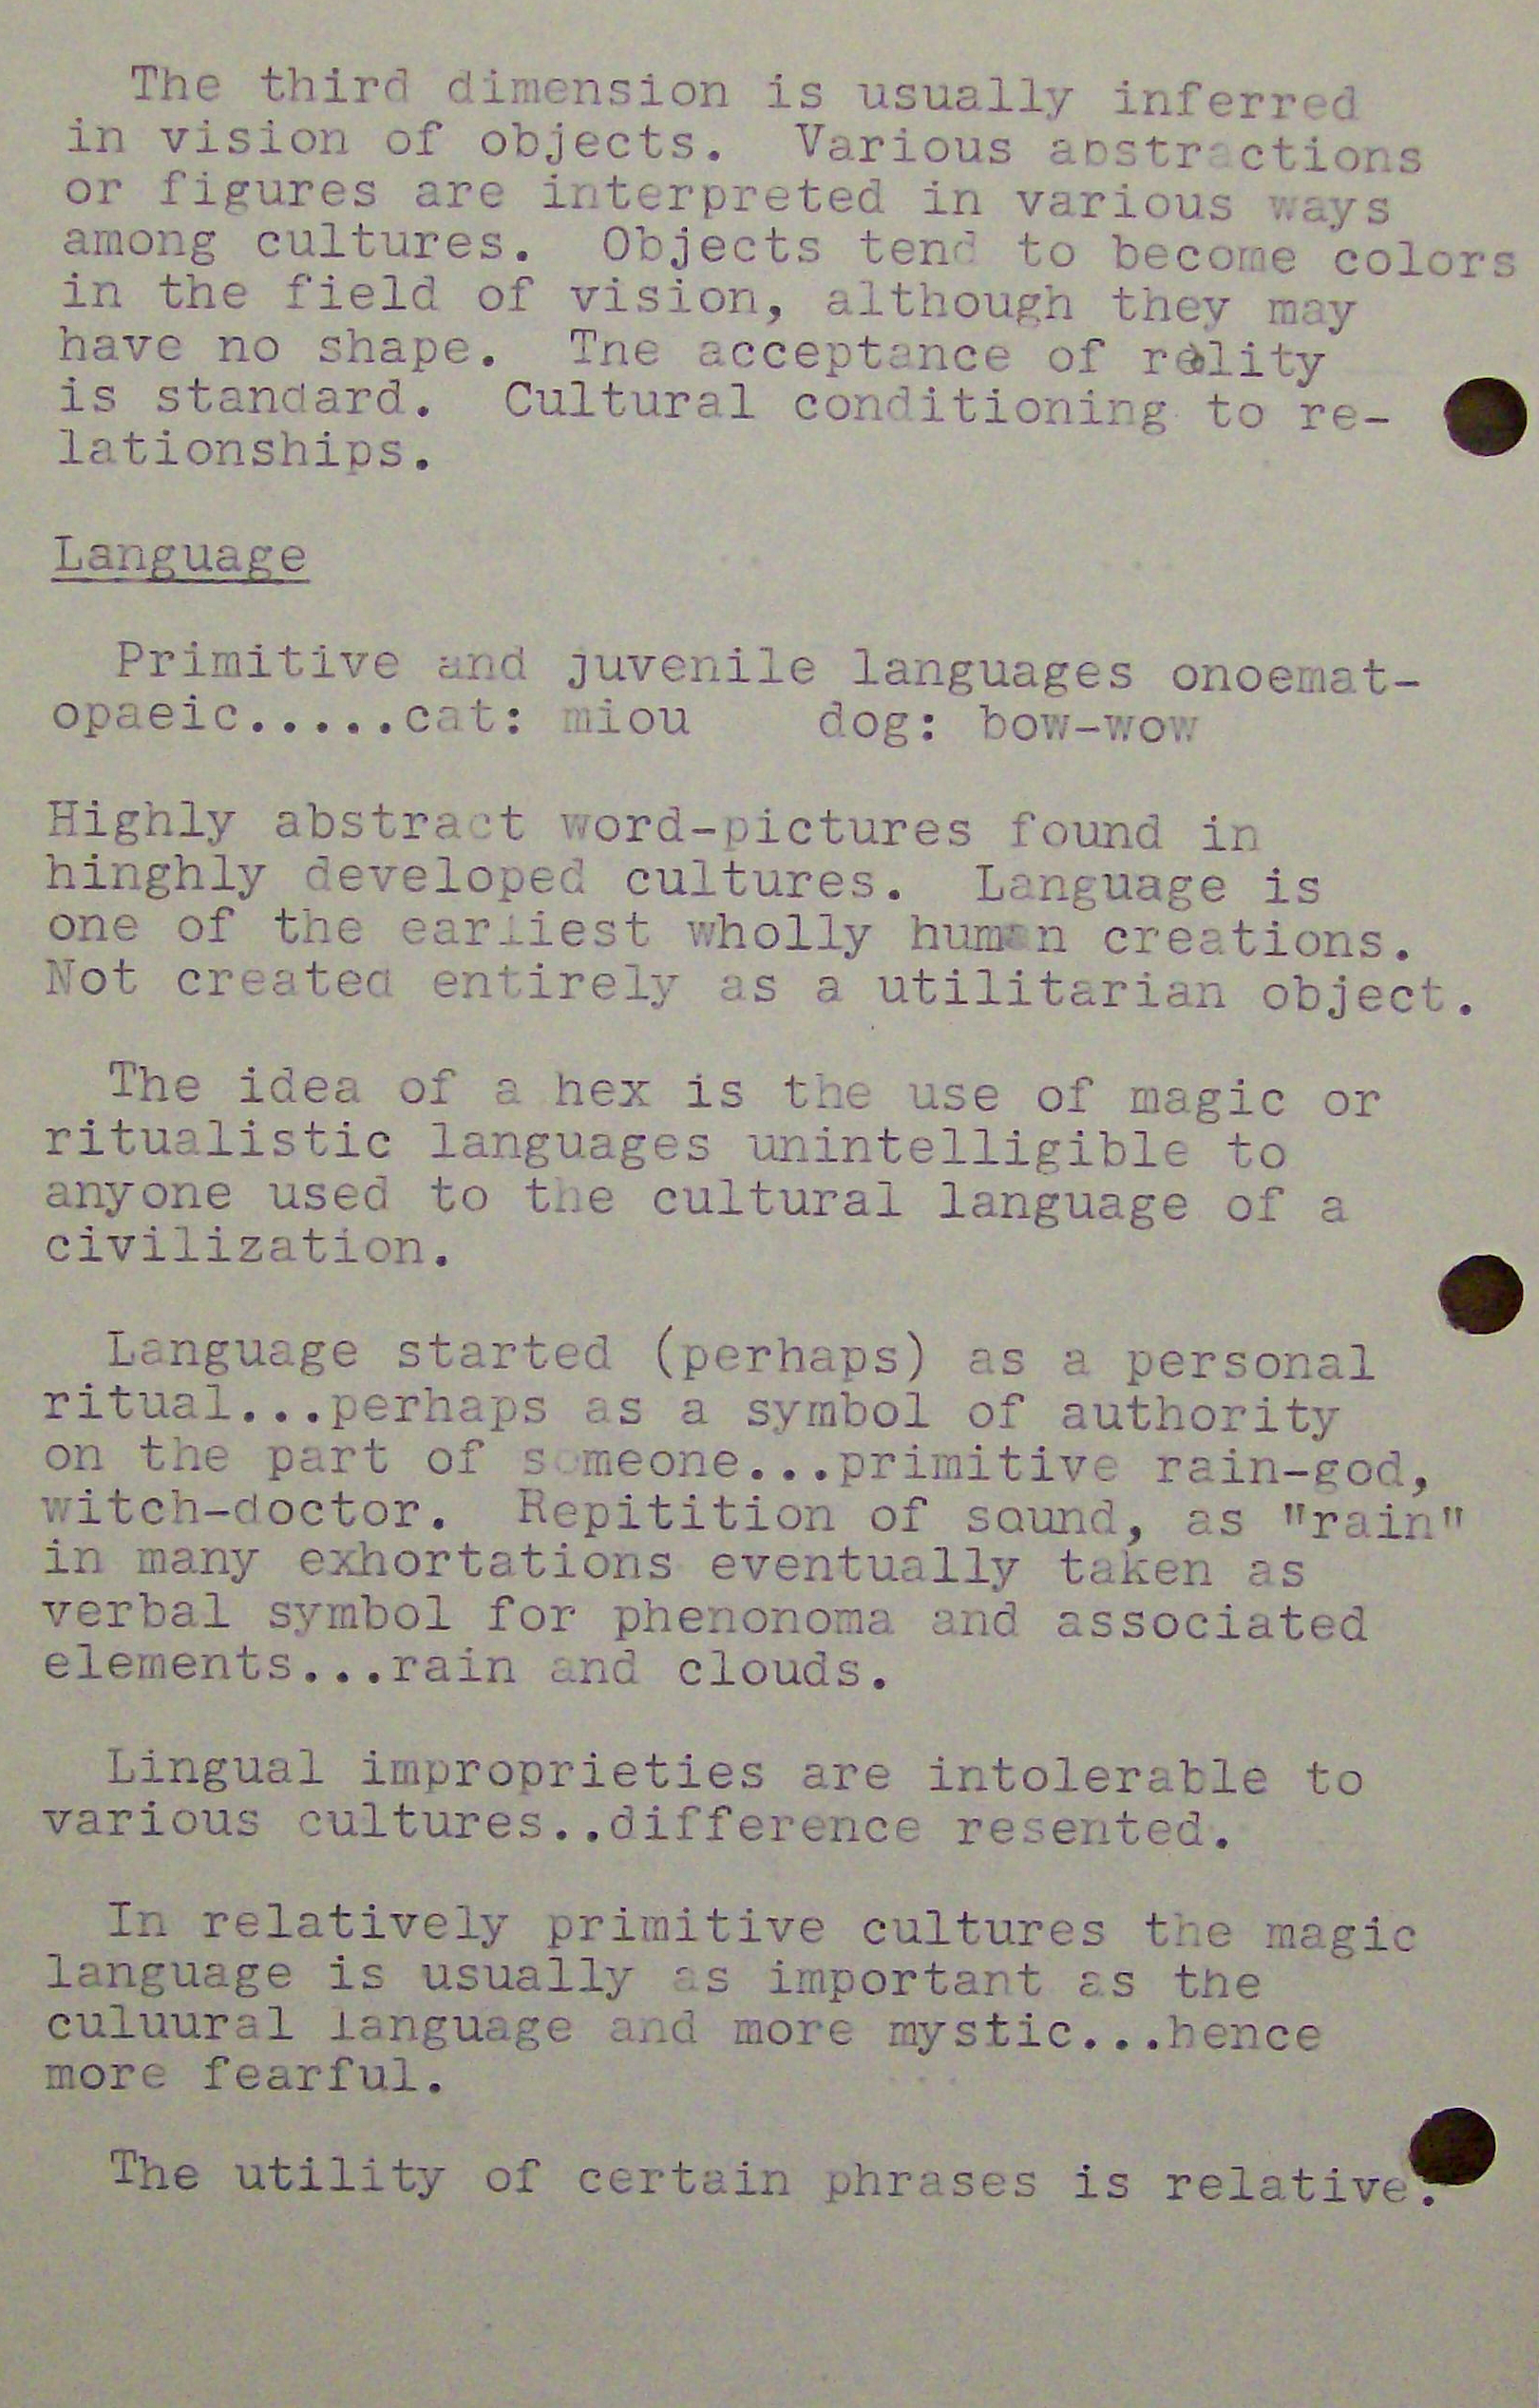 The third dimension is usually inferred
in vision of objects.  Various abstractions
or figures are interpreted in various ways
among cultures.  Objects tend to become colors
in the field of vision, although they may
have no shape.  The acceptance of relity
is standard.  Cultural conditioning to re-
lationships.
Language
Primitive and juvenile languages onoemat-
opaeic.....cat: miou    dog: bow-wow
Highly abstract word-pictures found in
hinghly developed cultures.  Language is
one of the earliest wholly human creations.
Not created entirely as a utilitarian object.
The idea of a hex is the use of magic or
ritualistic languages unintelligible to
anyone used to the cultural language of a
civilization.
Language started (perhaps) as a personal
ritual...perhaps as a symbol of authority
on the part of someone...primitive rain-god,
witch-doctor.  Repitition of sound, as "rain"
in many exhortations eventually taken as
verbal symbol for phenonoma and associated
elements...rain and clouds.
Lingual improprieties are intolerable to
various cultures..difference resented.
In relatively primitive cultures the magic
language is usually as important as the
culuural language and more mystic...hence
more fearful.
The utility of certain phrases is relative.